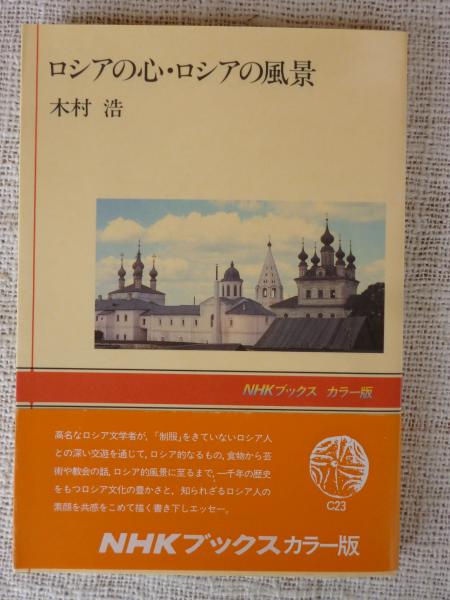 ロシアの心・ロシアの風景
木村 浩
NHKブックス カラー版
高名なロシア文学者が、「制服」をきていないロシア人
との深い交遊を通じて、ロシア的なるもの、食物から芸
術や教会の話、ロシア的風景に至るまで、一千年の歴史
をもつロシア文化の豊かさと、知られざるロシア人の
素顔を共感をこめて描く書き下しエッセー。
C23
NHKブックスカラー版